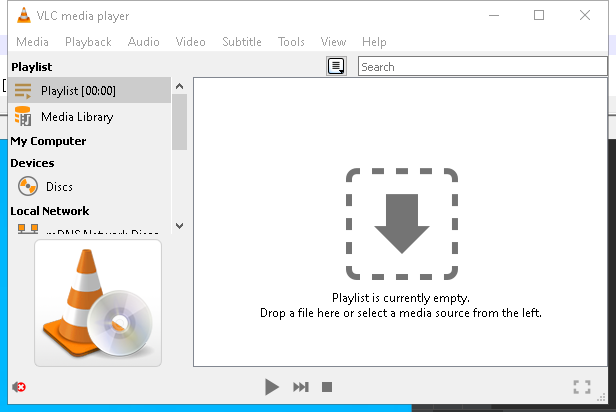 VLC media player
Media Playback Audio Video Subtitle Tools View Help
Playlist
Search
Playlist [00:00]
Media Library
My Computer
Devices
Discs
Local Network
mDNS Network
Playlist is currently empty.
Drop a file here or select a media source from the left.